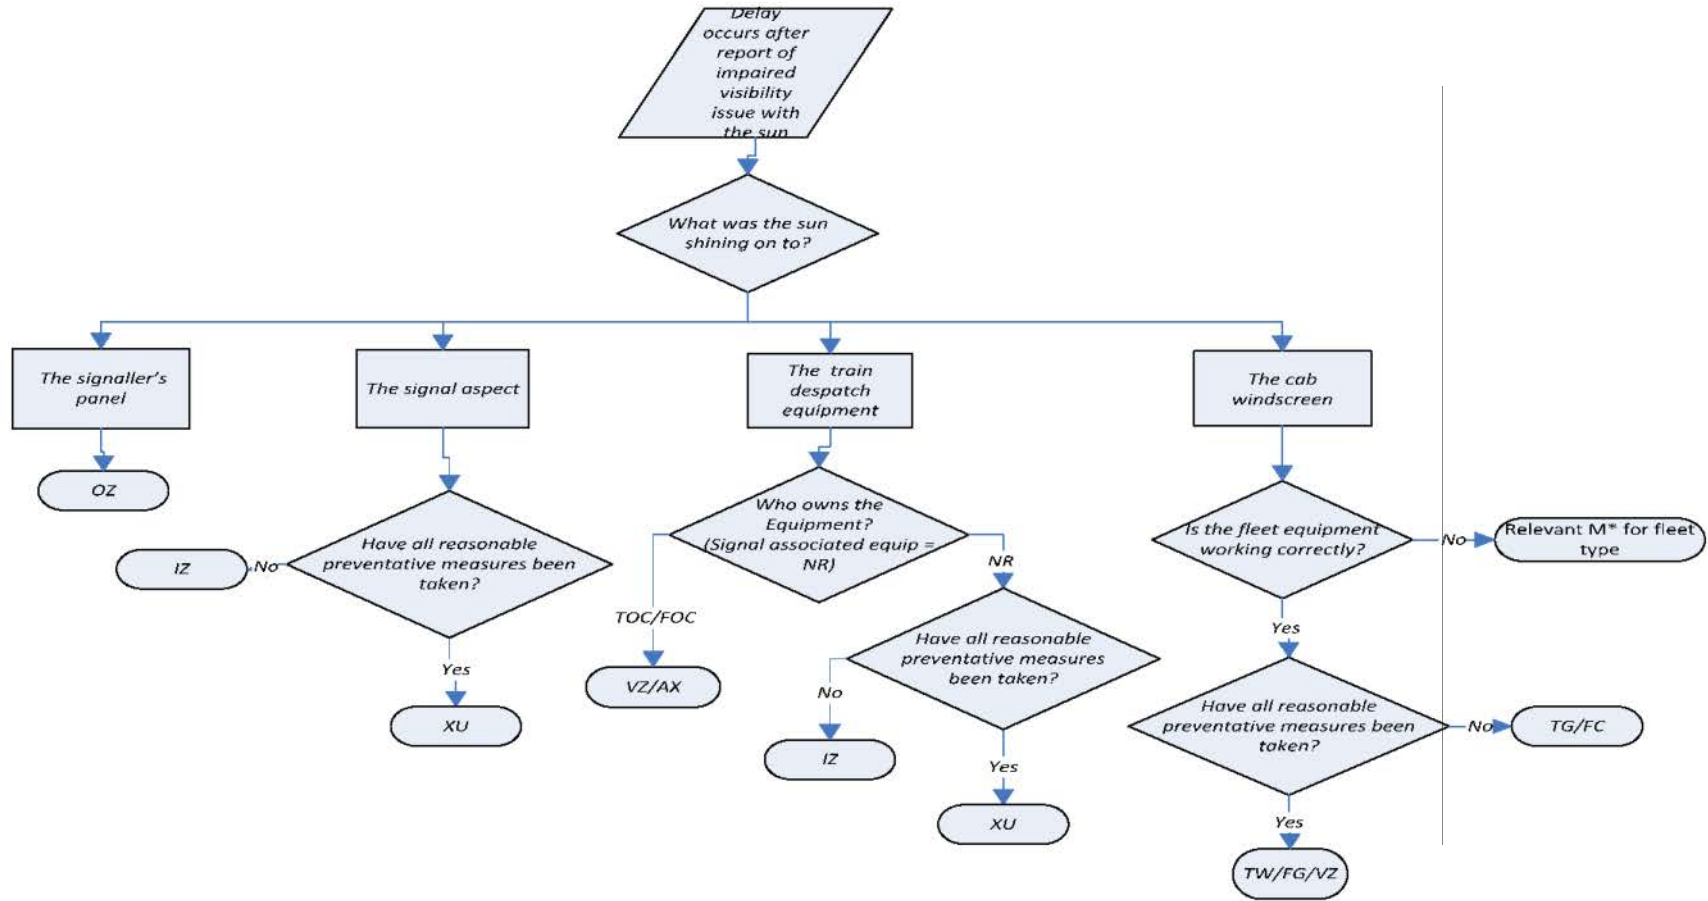 Delay
occurs after
report of
impaired
visibility
issue with
the sun
What was the sun
shining on to?
The signaller's
panel
The signal aspect
The train
despatch
equipment
The cab
windscreen
OZ
Have all reasonable
preventative measures been
taken?
No
IZ
Yes
XU
Who owns the
Equipment?
(Signal associated equip =
NR)
TOC/FOC
VZ/AX
NR
Have all reasonable
preventative measures
been taken?
No
IZ
Yes
XU
Is the fleet equipment
working correctly?
No
Relevant M* for fleet
type
Yes
Have all reasonable
preventative measures been
taken?
No
TG/FC
Yes
TW/FG/VZ